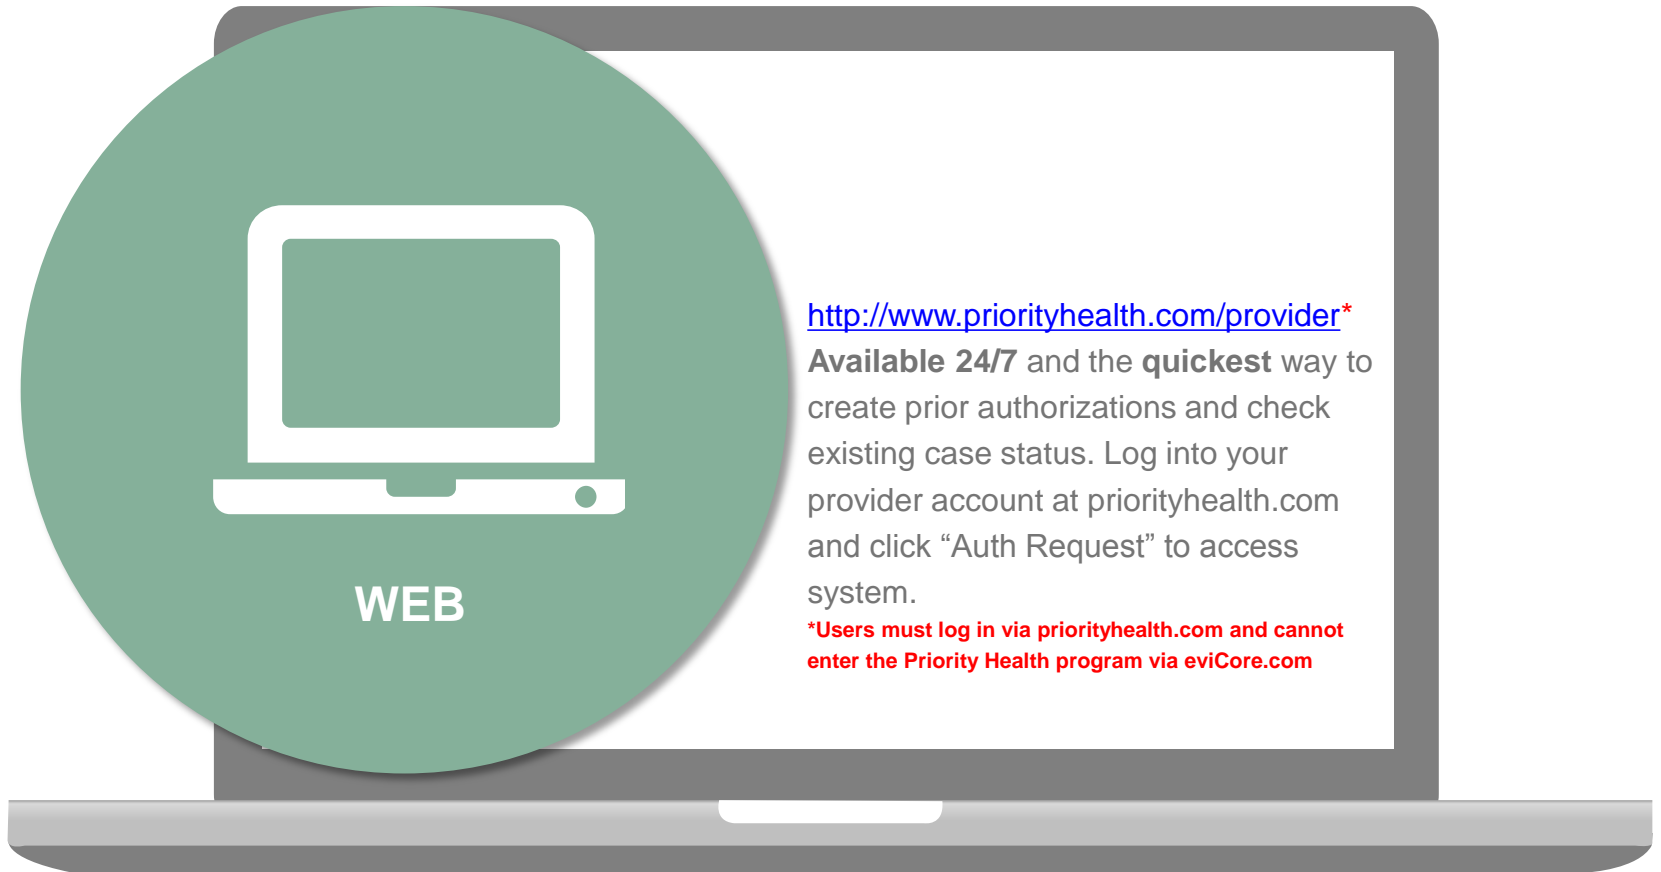 WEB
http://www.priorityhealth.com/provider*
Available 24/7 and the quickest way to
create prior authorizations and check
existing case status. Log into your
provider account at priorityhealth.com
and click “Auth Request” to access
system.
*Users must log in via priorityhealth.com and cannot
enter the Priority Health program via eviCore.com